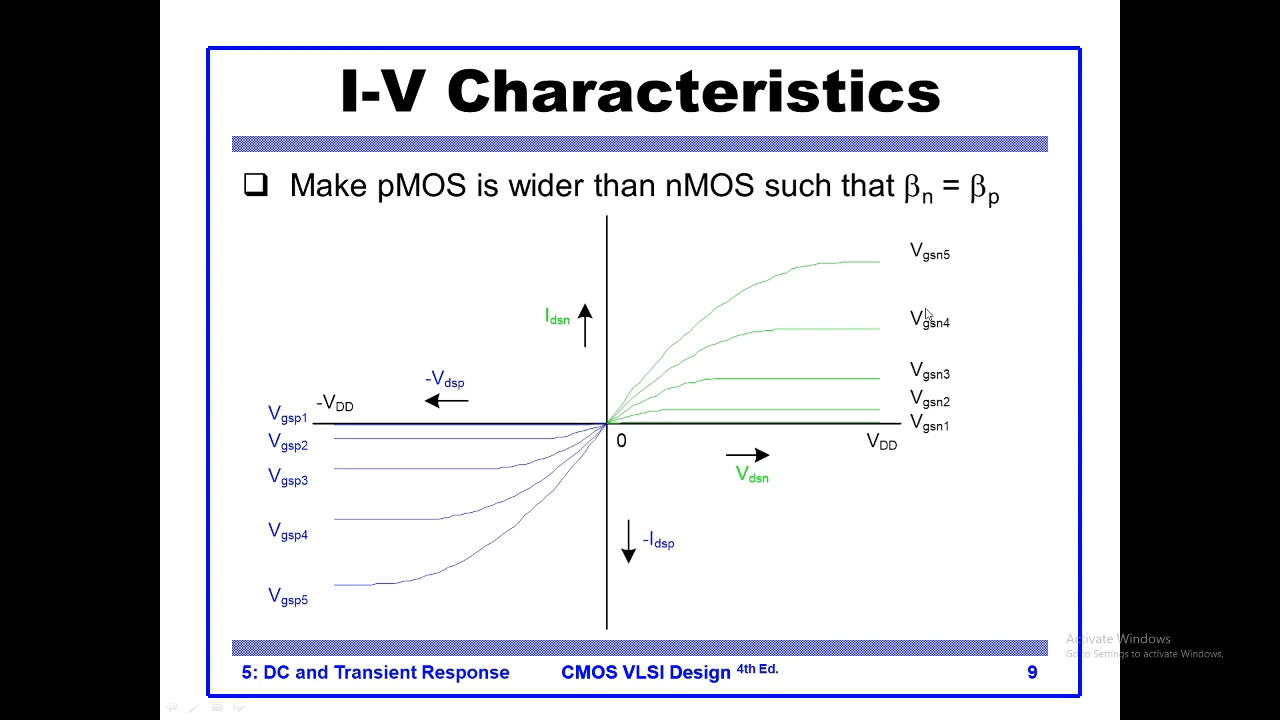 I-V Characteristics
❑ Make pMOS is wider than nMOS such that βn = βp
Vgsn5
Vgsn4
Idsn
Vgsn3
-Vdsp
Vgsn2
-VDD
Vgsp1
Vgsn1
0
VDD
Vgsp2
Vdsn
Vgsp3
Vgsp4
-Idsp
Vgsp5
Activate Windows
Go to Settings to activate Windows.
5: DC and Transient Response
CMOS VLSI Design 4th Ed.
9